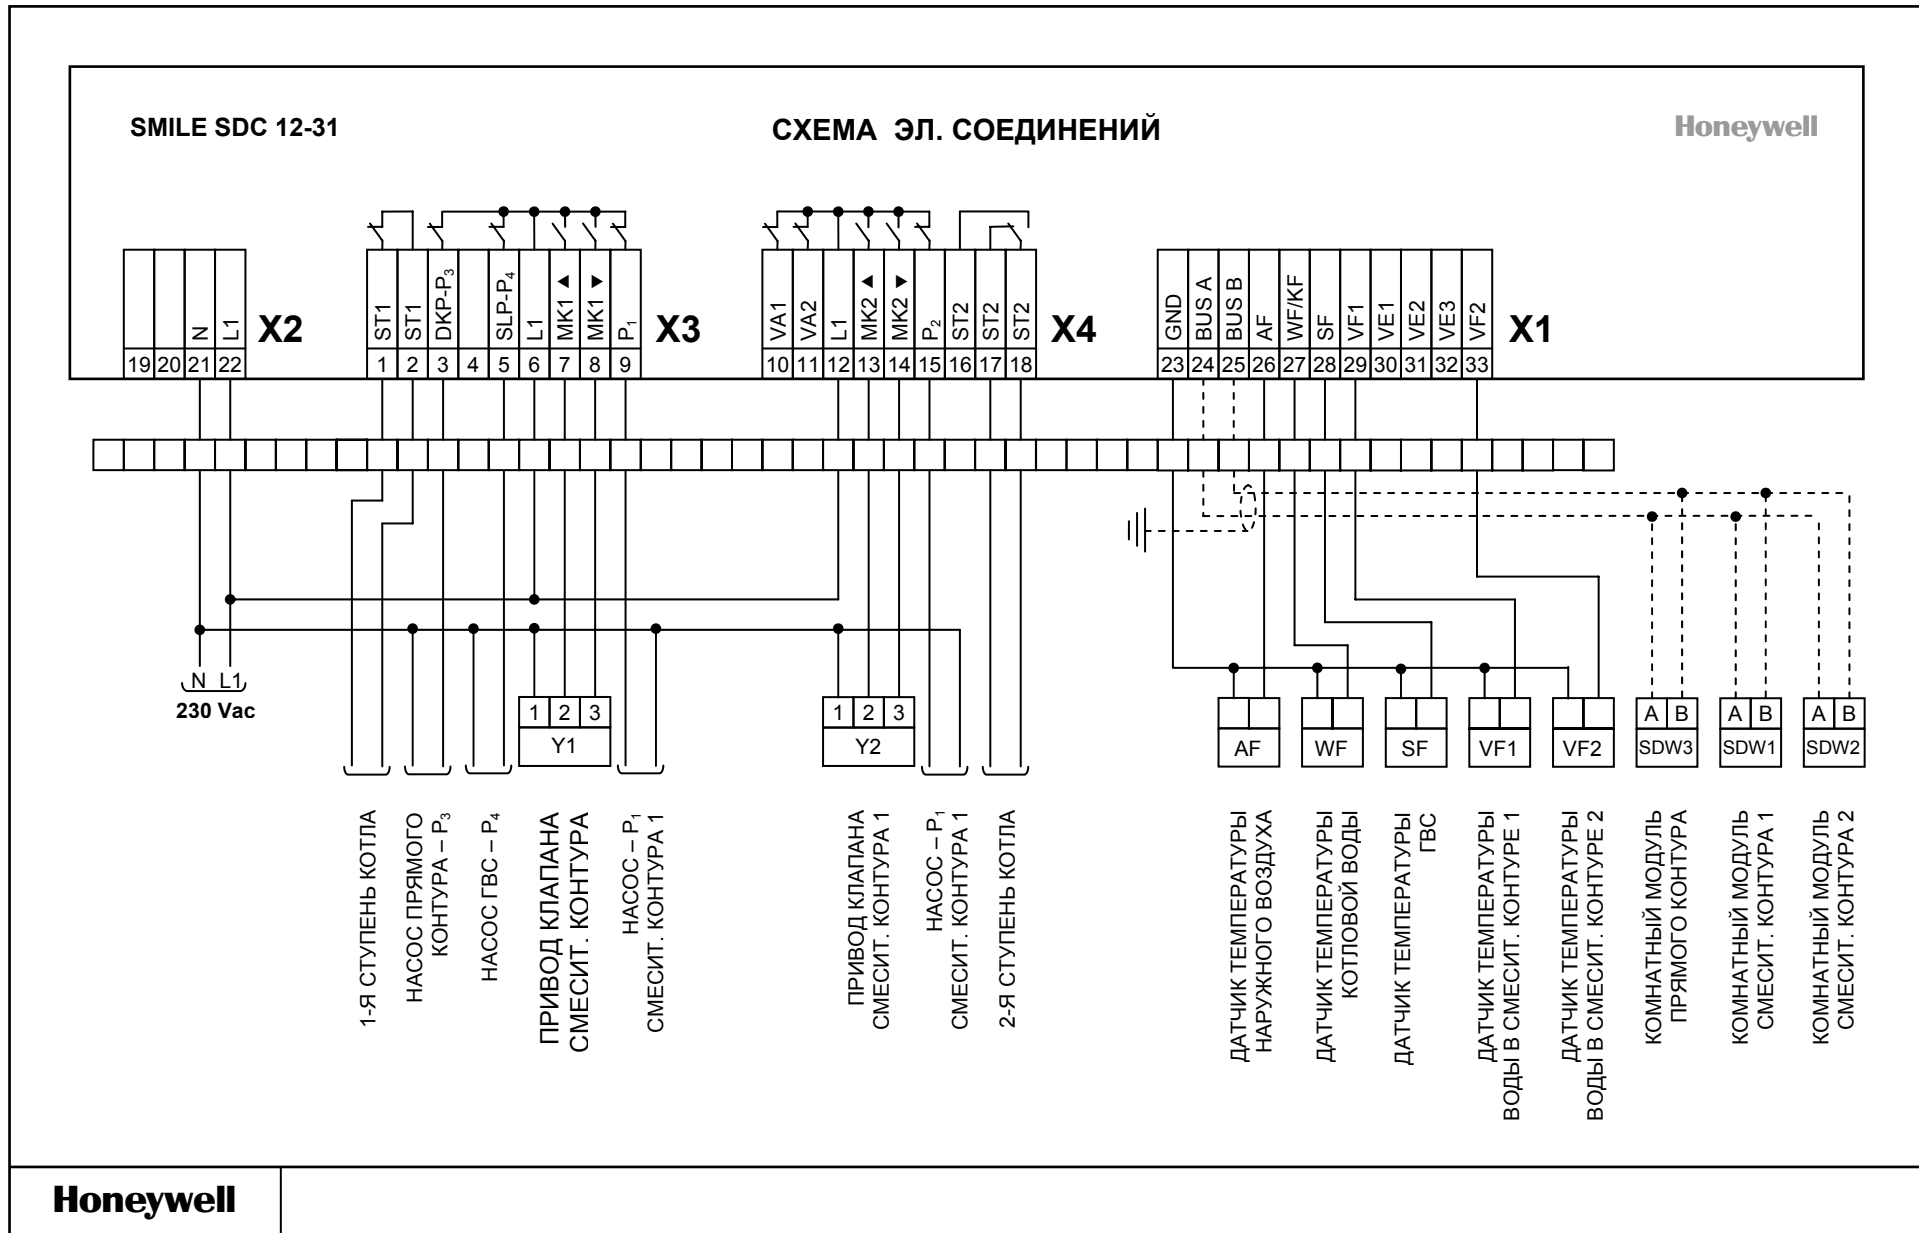 SMILE SDC 12-31
СХЕМА ЭЛ. СОЕДИНЕНИЙ
Honeywell
N
L1
X2
19 20 21 22
ST1
ST1
DKP-P3
SLP-P4
L1
MK1 ▲
MK1 ▼
P1
X3
1 2 3 4 5 6 7 8 9
VA1
VA2
L1
MK2 ▲
MK2 ▼
P2
ST2
ST2
ST2
X4
10 11 12 13 14 15 16 17 18
GND
BUS A
BUS B
AF
WF/KF
SF
VF1
VE1
VE2
VE3
VF2
X1
23 24 25 26 27 28 29 30 31 32 33
N L1
230 Vac
1 2 3
Y1
1 2 3
Y2
AF
WF
SF
VF1
VF2
A B
SDW3
A B
SDW1
A B
SDW2
1-Я СТУПЕНЬ КОТЛА
НАСОС ПРЯМОГО
КОНТУРА – P3
НАСОС ГВС – P4
ПРИВОД КЛАПАНА
СМЕСИТ. КОНТУРА
НАСОС – P1
СМЕСИТ. КОНТУРА 1
ПРИВОД КЛАПАНА
СМЕСИТ. КОНТУРА 1
НАСОС – P1
СМЕСИТ. КОНТУРА 1
2-Я СТУПЕНЬ КОТЛА
ДАТЧИК ТЕМПЕРАТУРЫ
НАРУЖНОГО ВОЗДУХА
ДАТЧИК ТЕМПЕРАТУРЫ
КОТЛОВОЙ ВОДЫ
ДАТЧИК ТЕМПЕРАТУРЫ
ГВС
ДАТЧИК ТЕМПЕРАТУРЫ
ВОДЫ В СМЕСИТ. КОНТУРЕ 1
ДАТЧИК ТЕМПЕРАТУРЫ
ВОДЫ В СМЕСИТ. КОНТУРЕ 2
КОМНАТНЫЙ МОДУЛЬ
ПРЯМОГО КОНТУРА
КОМНАТНЫЙ МОДУЛЬ
СМЕСИТ. КОНТУРА 1
КОМНАТНЫЙ МОДУЛЬ
СМЕСИТ. КОНТУРА 2
Honeywell